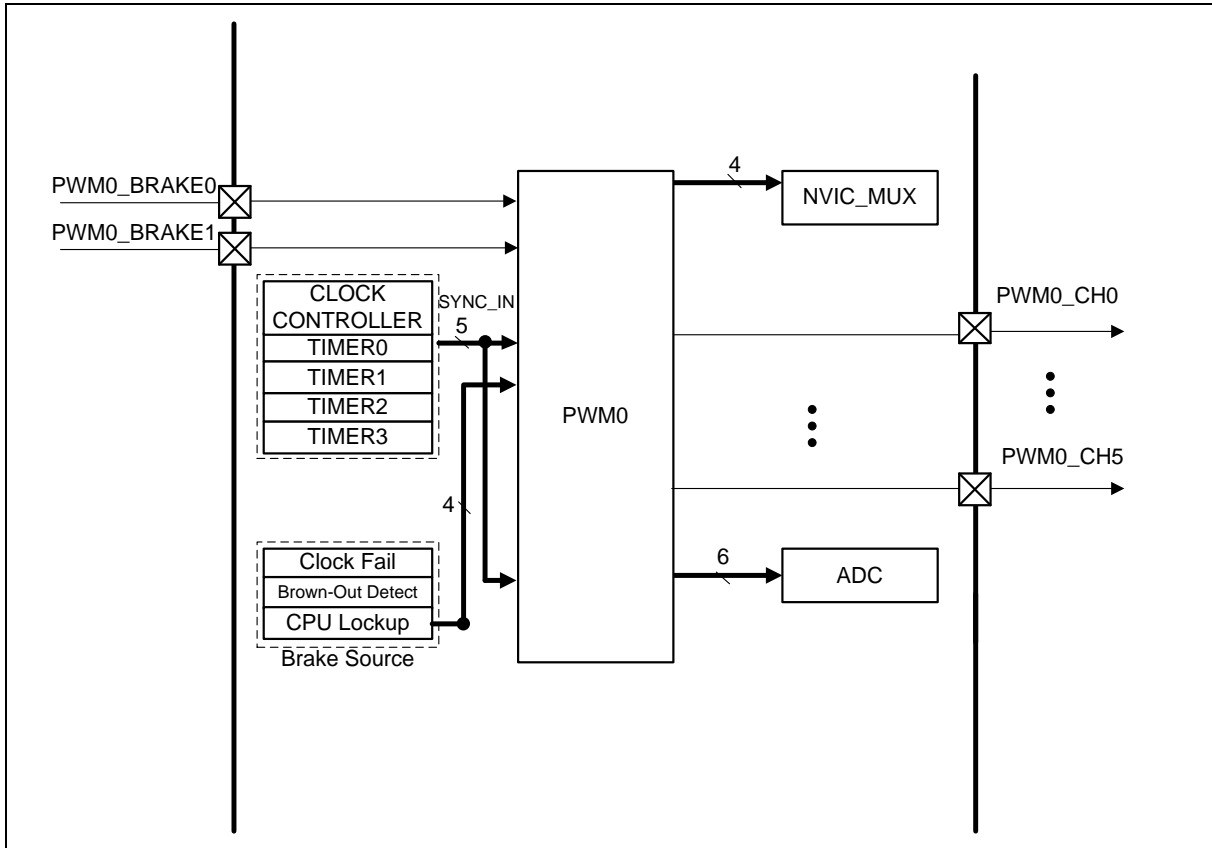 PWM0_BRAKE0
PWM0_BRAKE1
CLOCK
CONTROLLER
TIMER0
TIMER1
TIMER2
TIMER3
SYNC_IN
5
4
Clock Fail
Brown-Out Detect
CPU Lockup
Brake Source
PWM0
4
NVIC_MUX
PWM0_CH0
PWM0_CH5
6
ADC